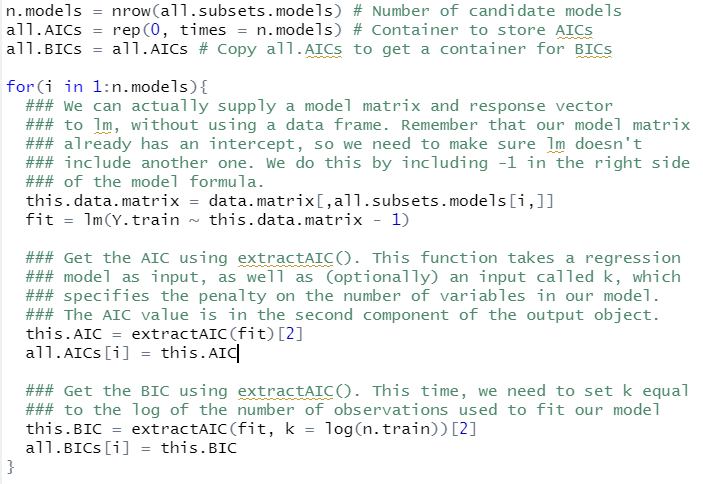 n.models = nrow(all.subsets.models) # Number of candidate models
all.AICs = rep(0, times = n.models) # Container to store AICs
all.BICs = all.AICs # Copy all.AICs to get a container for BICs

for(i in 1:n.models){
  ### We can actually supply a model matrix and response vector
  ### to lm, without using a data frame. Remember that our model matrix
  ### already has an intercept, so we need to make sure lm doesn't
  ### include another one. We do this by including -1 in the right side
  ### of the model formula.
  this.data.matrix = data.matrix[,all.subsets.models[i,]]
  fit = lm(Y.train ~ this.data.matrix - 1)

  ### Get the AIC using extractAIC(). This function takes a regression
  ### model as input, as well as (optionally) an input called k, which
  ### specifies the penalty on the number of variables in our model.
  ### The AIC value is in the second component of the output object.
  this.AIC = extractAIC(fit)[2]
  all.AICs[i] = this.AIC

  ### Get the BIC using extractAIC(). This time, we need to set k equal
  ### to the log of the number of observations used to fit our model
  this.BIC = extractAIC(fit, k = log(n.train))[2]
  all.BICs[i] = this.BIC
}